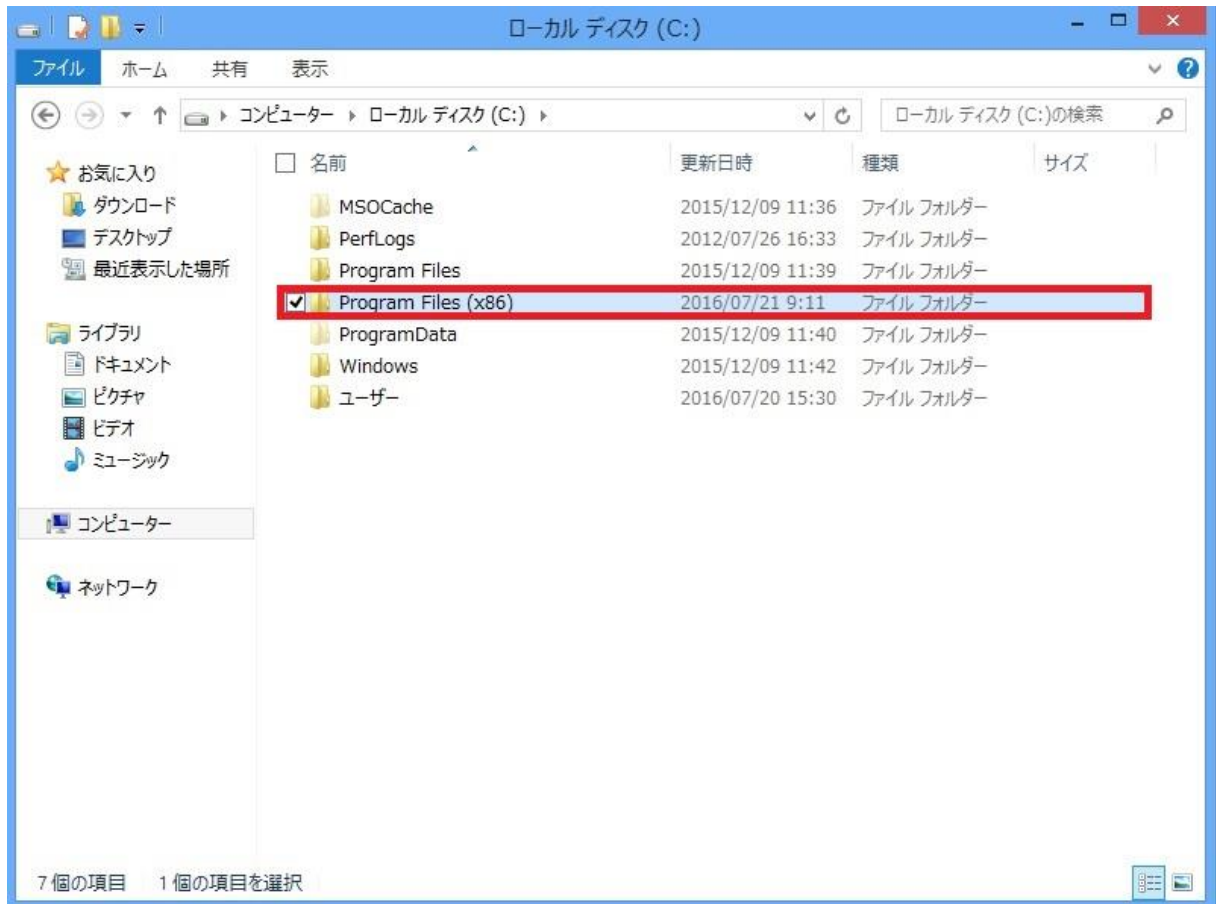 ローカル ディスク (C:)
ファイル ホーム 共有 表示
コンピューター ローカル ディスク (C:) ローカル ディスク (C:)の検索
お気に入り
ダウンロード
デスクトップ
最近表示した場所
ライブラリ
ドキュメント
ピクチャ
ビデオ
ミュージック
コンピューター
ネットワーク
名前 更新日時 種類 サイズ
MSOCache 2015/12/09 11:36 ファイル フォルダー
PerfLogs 2012/07/26 16:33 ファイル フォルダー
Program Files 2015/12/09 11:39 ファイル フォルダー
Program Files (x86) 2016/07/21 9:11 ファイル フォルダー
ProgramData 2015/12/09 11:40 ファイル フォルダー
Windows 2015/12/09 11:42 ファイル フォルダー
ユーザー 2016/07/20 15:30 ファイル フォルダー
7 個の項目 1 個の項目を選択